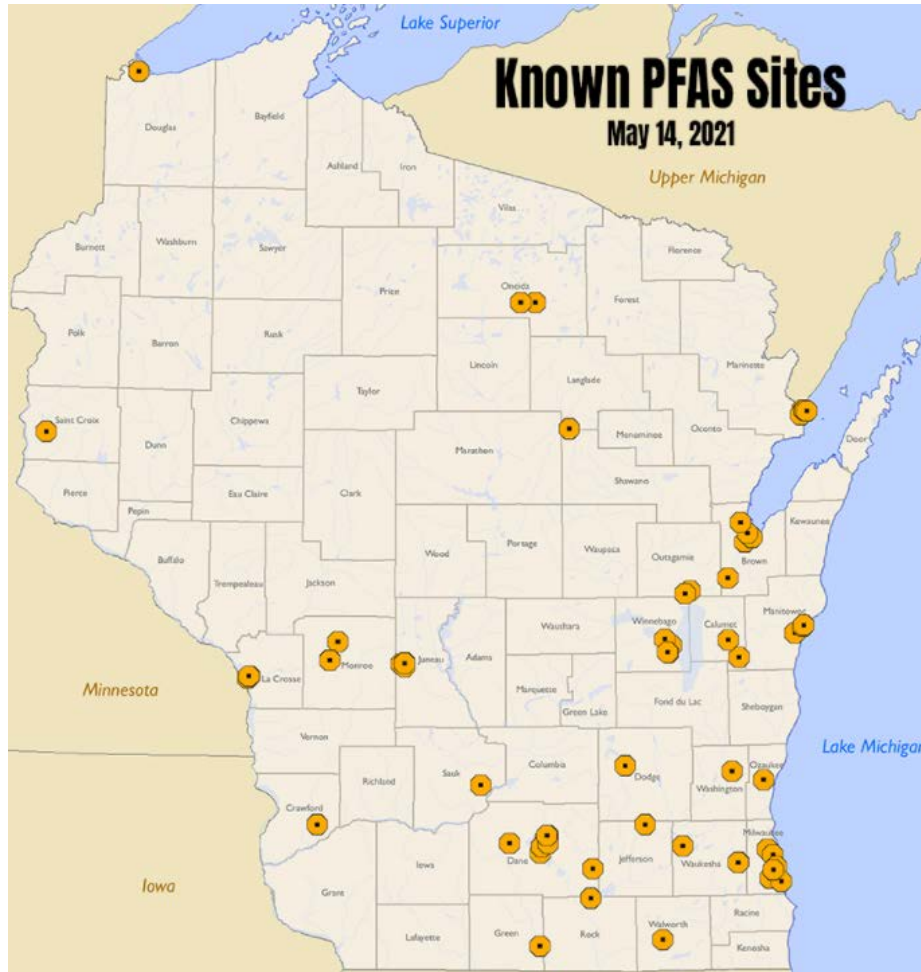 Lake Superior
Known PFAS Sites
May 14, 2021
Upper Michigan
Douglas
Bayfield
Ashland
Iron
Vilas
Florence
Burnett
Washburn
Sawyer
Price
Oneida
Forest
Marinette
Polk
Barron
Rusk
Lincoln
Langlade
Taylor
Saint Croix
Chippewa
Dunn
Marathon
Menominee
Oconto
Door
Shawano
Pierce
Pepin
Eau Claire
Clark
Kewaunee
Buffalo
Trempealeau
Jackson
Wood
Portage
Waupaca
Outagamie
Brown
Waushara
Winnebago
Calumet
Manitowoc
Minnesota
La Crosse
Monroe
Juneau
Adams
Marquette
Green Lake
Fond du Lac
Sheboygan
Vernon
Lake Michigan
Richland
Sauk
Columbia
Dodge
Washington
Ozaukee
Crawford
Iowa
Dane
Jefferson
Waukesha
Milwaukee
Iowa
Grant
Lafayette
Green
Rock
Walworth
Racine
Kenosha